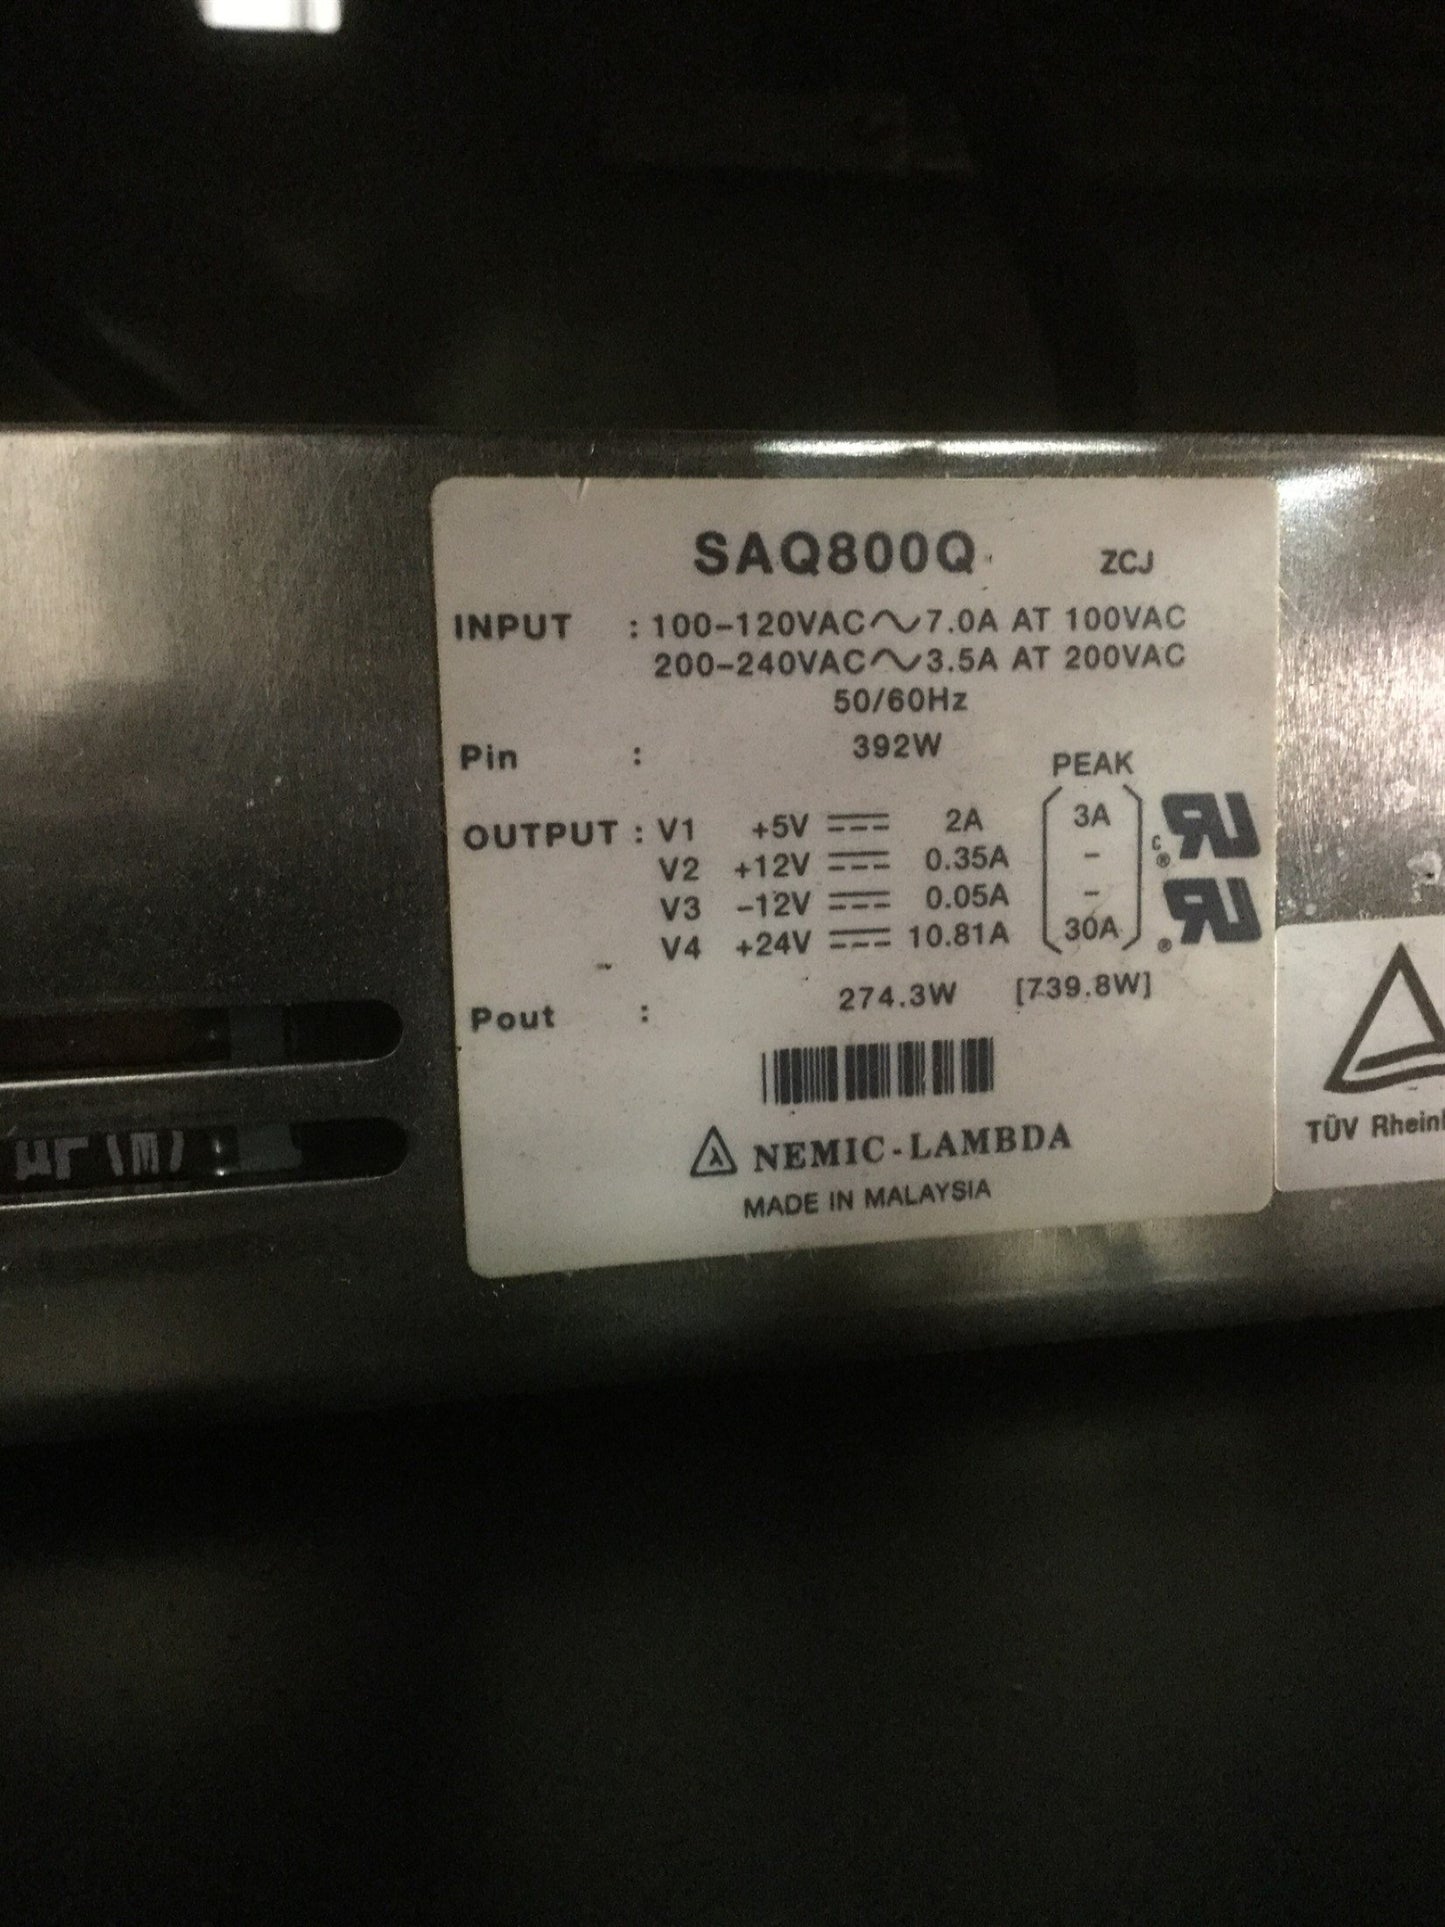 SAQ800Q ZCJ
INPUT : 100-120VAC∿7.0A AT 100VAC
200-240VAC∿3.5A AT 200VAC
50/60Hz
Pin : 392W
PEAK
OUTPUT : V1 +5V ⎓ 2A 3A
V2 +12V ⎓ 0.35A -
V3 -12V ⎓ 0.05A -
V4 +24V ⎓ 10.81A 30A
Pout : 274.3W [739.8W]
NEMIC-LAMBDA
MADE IN MALAYSIA
TÜV
µF (M)